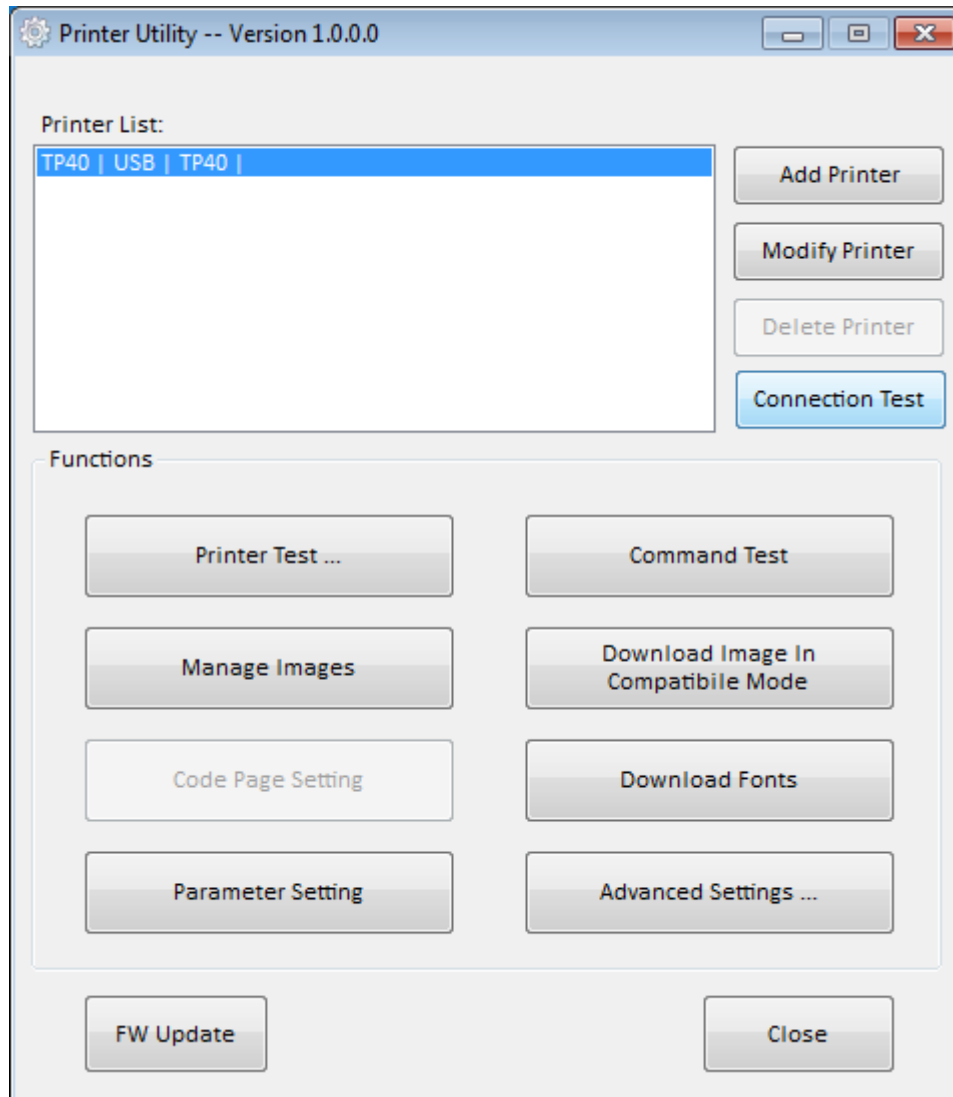 Printer Utility -- Version 1.0.0.0
Printer List:
TP40 | USB | TP40 |
Add Printer
Modify Printer
Delete Printer
Connection Test
Functions
Printer Test ...
Command Test
Manage Images
Download Image In
Compatibile Mode
Code Page Setting
Download Fonts
Parameter Setting
Advanced Settings ...
FW Update
Close